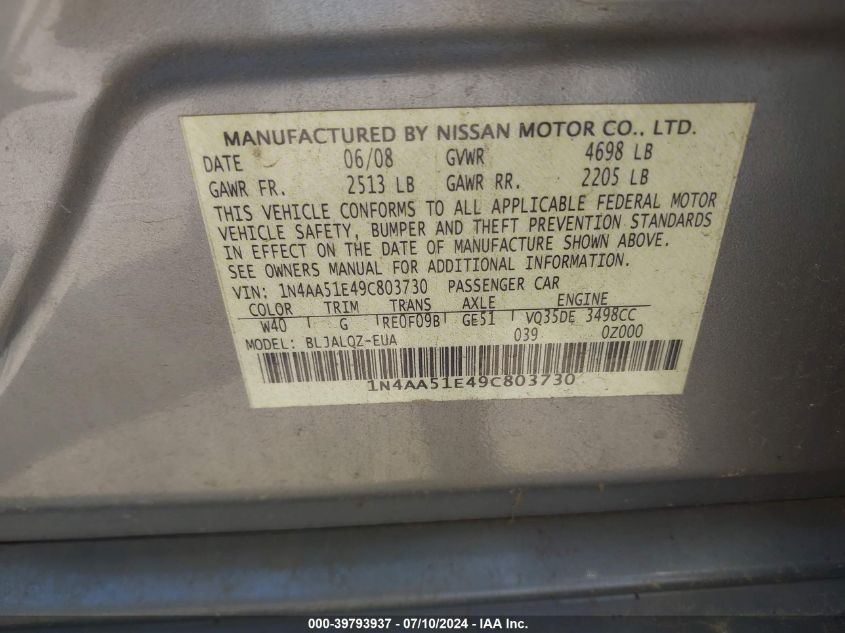 MANUFACTURED BY NISSAN MOTOR CO., LTD.
DATE 06/08 GVWR 4698 LB
GAWR FR. 2513 LB GAWR RR. 2205 LB
THIS VEHICLE CONFORMS TO ALL APPLICABLE FEDERAL MOTOR
VEHICLE SAFETY, BUMPER AND THEFT PREVENTION STANDARDS
IN EFFECT ON THE DATE OF MANUFACTURE SHOWN ABOVE.
SEE OWNERS MANUAL FOR ADDITIONAL INFORMATION.
VIN: 1N4AA51E49C803730 PASSENGER CAR
COLOR TRIM TRANS AXLE ENGINE
W40 G RE0F09B GE51 VQ35DE 3498CC
MODEL: BLJALQZ-EUA 039 0Z000
1N4AA51E49C803730
000-39793937 / 07/10/2024 - IAA Inc.